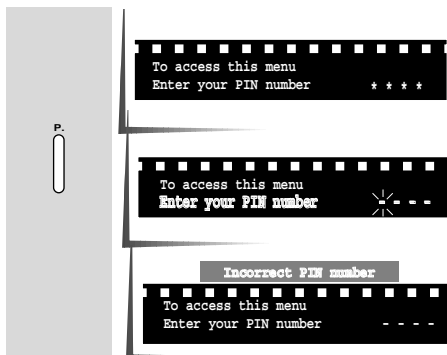 To access this menu
Enter your PIN number * * * *
P.
To access this menu
Enter your PIN number - - - -
Incorrect PIN number
To access this menu
Enter your PIN number - - - -